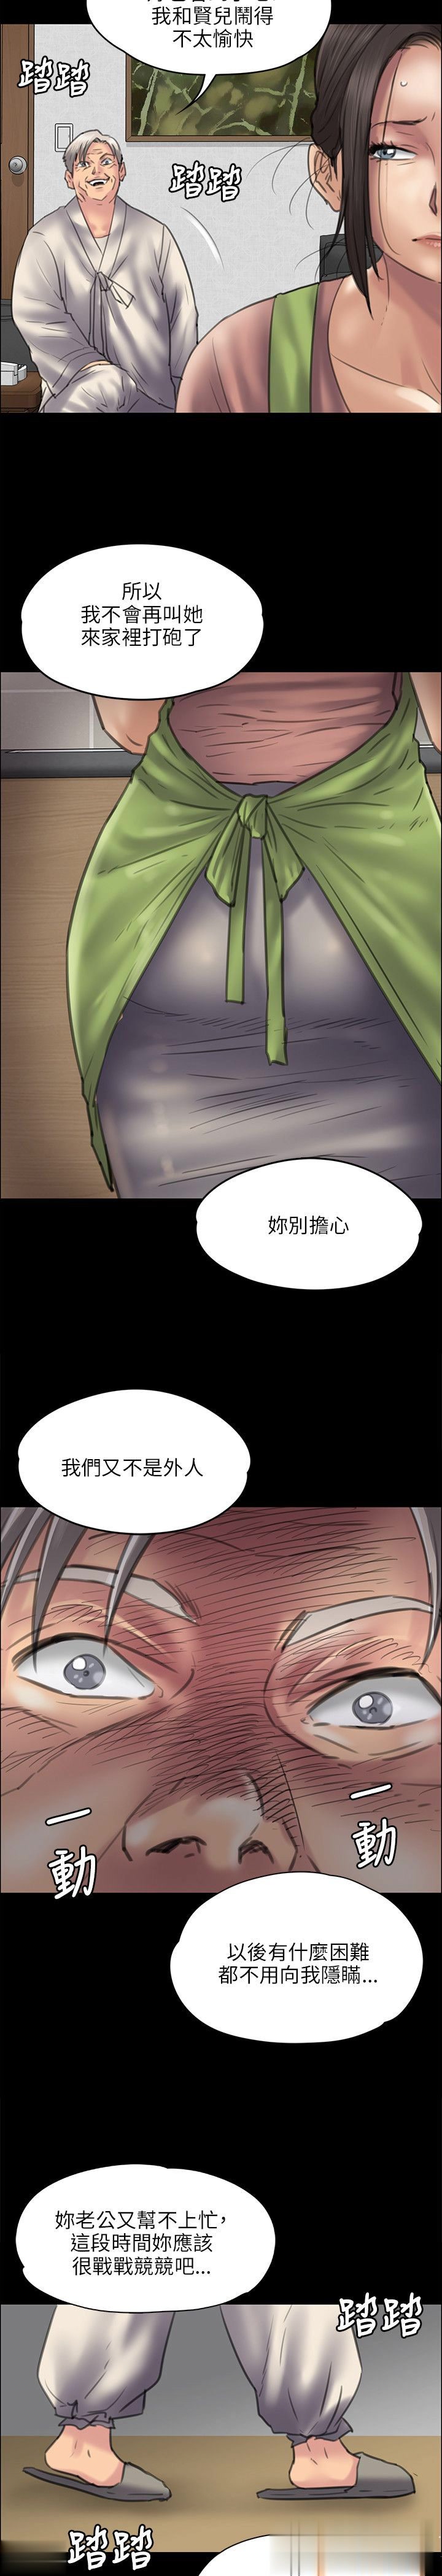 我和賢兒鬧得
不太愉快
踏踏
踏踏
所以
我不會再叫她
來家裡打砲了
妳別擔心
我們又不是外人
動
動
以後有什麼困難
都不用向我隱瞞...
妳老公又幫不上忙，
這段時間妳應該
很戰戰競競吧...
踏踏
踏踏